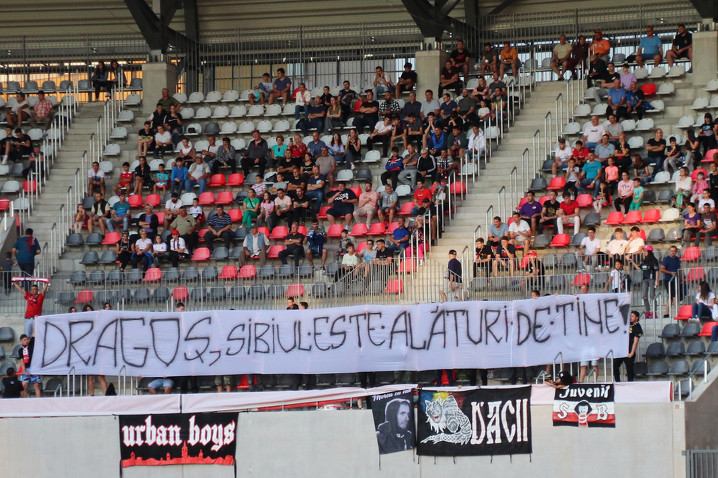 DRAGOȘ, SIBIUL ESTE ALĂTURI DE TINE!
urban boys
DACII
Juvenii
S B